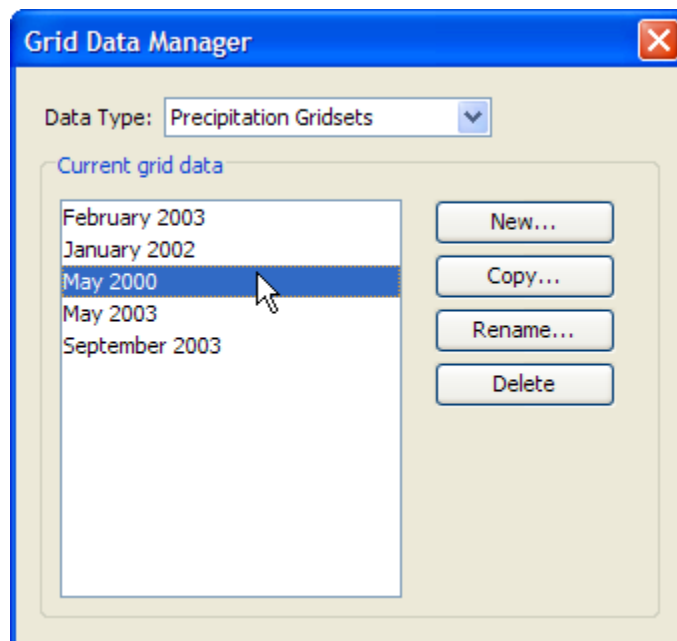 Grid Data Manager
Data Type: Precipitation Gridsets
Current grid data
February 2003
January 2002
May 2000
May 2003
September 2003
New...
Copy...
Rename...
Delete